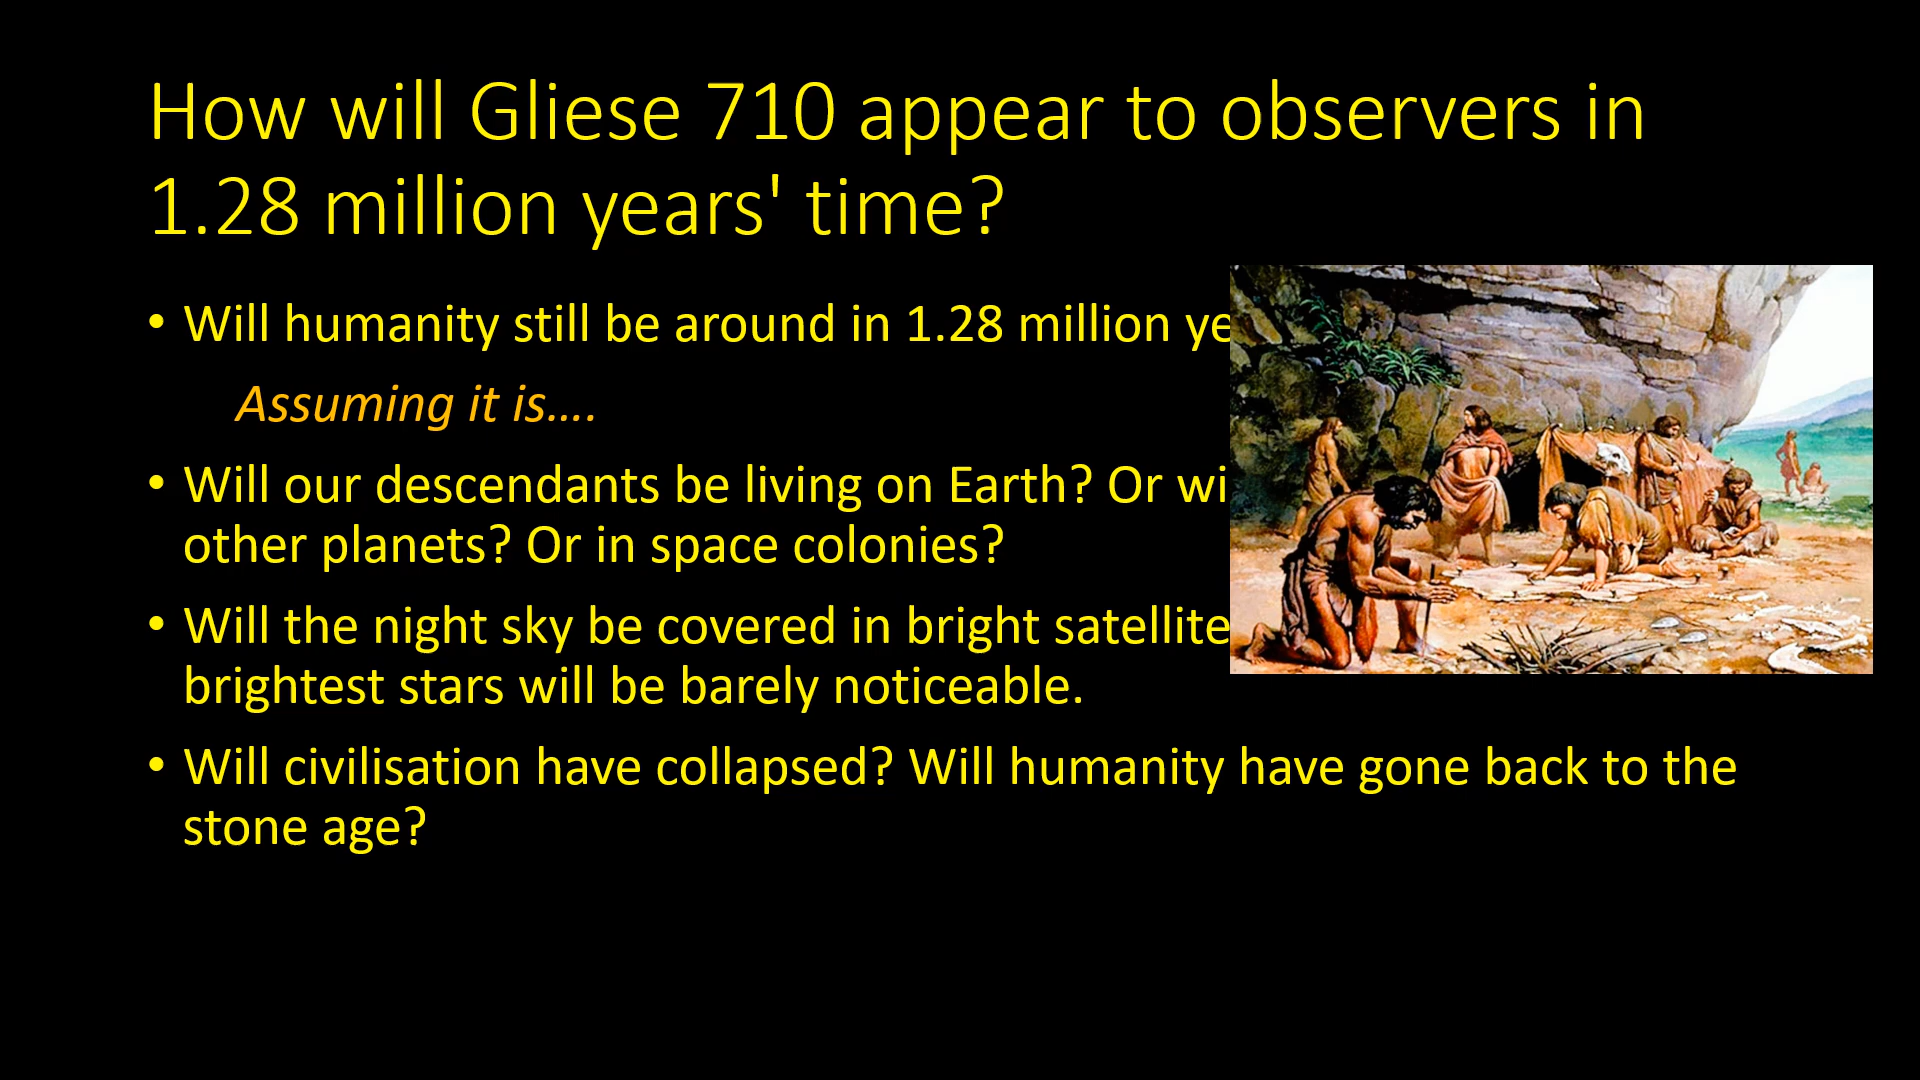 How will Gliese 710 appear to observers in
1.28 million years' time?
• Will humanity still be around in 1.28 million
Assuming it is....
• Will our descendants be living on Earth? Or
other planets? Or in space colonies?
• Will the night sky be covered in bright satellite
brightest stars will be barely noticeable.
• Will civilisation have collapsed? Will humanity have gone back to the
stone age?